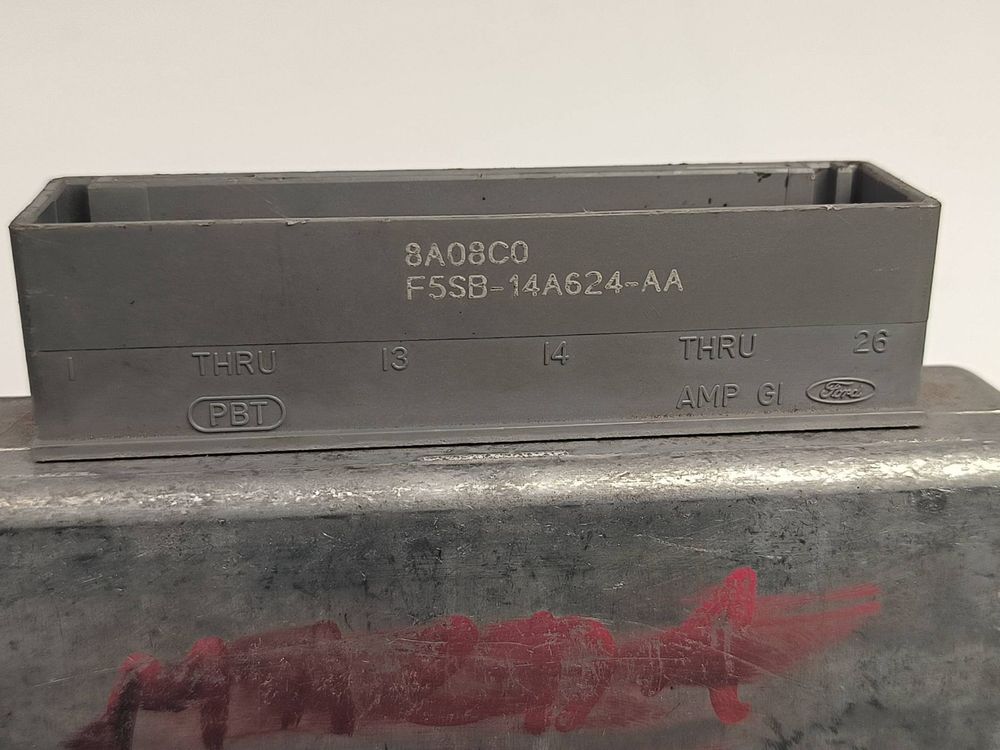 8A08C0
F5SB-14A624-AA
1 THRU 13 14 THRU 26
PBT AMP GI Ford